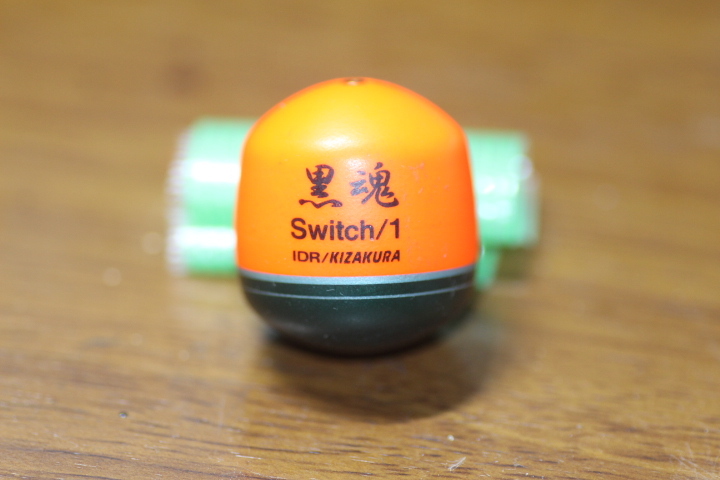 黒魂
Switch/1
IDR/KIZAKURA